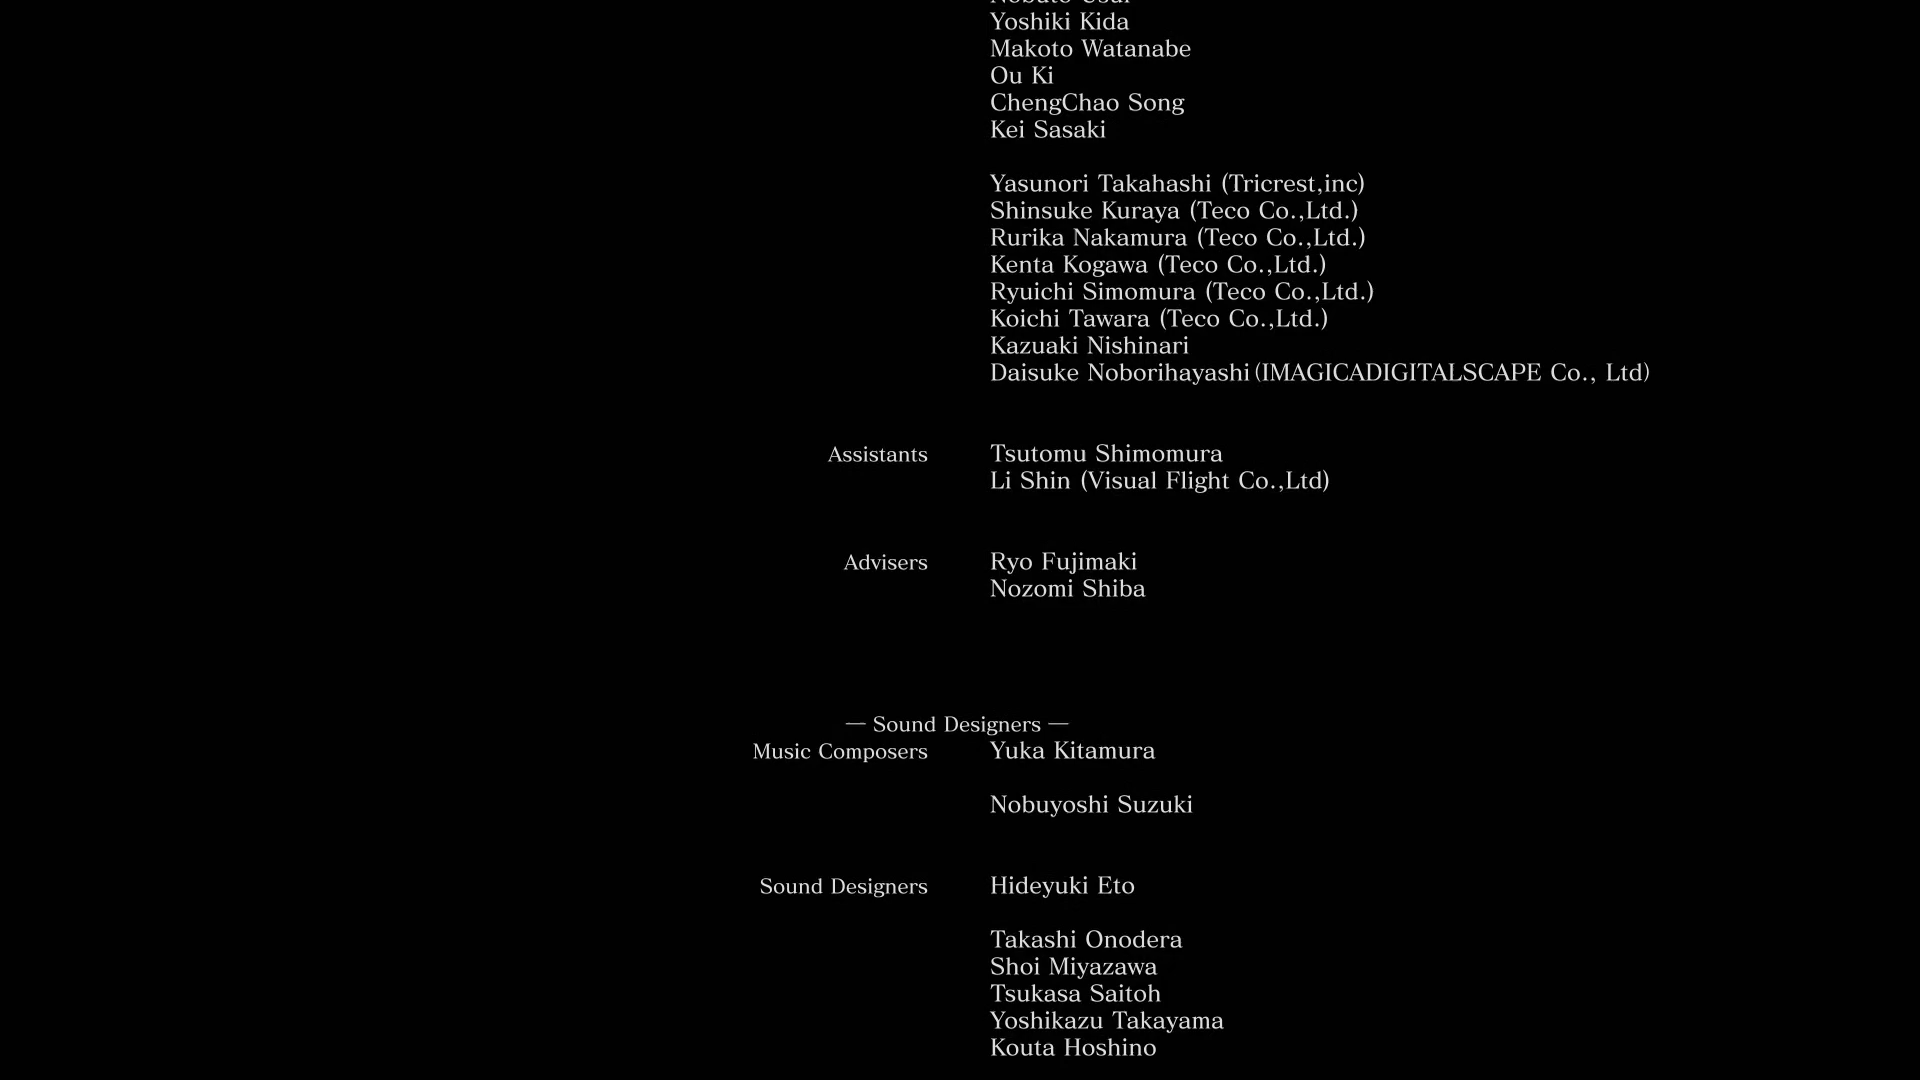 Nobuto Usui
Yoshiki Kida
Makoto Watanabe
Ou Ki
ChengChao Song
Kei Sasaki
Yasunori Takahashi (Tricrest,inc)
Shinsuke Kuraya (Teco Co.,Ltd.)
Rurika Nakamura (Teco Co.,Ltd.)
Kenta Kogawa (Teco Co.,Ltd.)
Ryuichi Simomura (Teco Co.,Ltd.)
Koichi Tawara (Teco Co.,Ltd.)
Kazuaki Nishinari
Daisuke Noborihayashi(IMAGICADIGITALSCAPE Co., Ltd)
Assistants Tsutomu Shimomura
Li Shin (Visual Flight Co.,Ltd)
Advisers Ryo Fujimaki
Nozomi Shiba
— Sound Designers —
Music Composers Yuka Kitamura
Nobuyoshi Suzuki
Sound Designers Hideyuki Eto
Takashi Onodera
Shoi Miyazawa
Tsukasa Saitoh
Yoshikazu Takayama
Kouta Hoshino